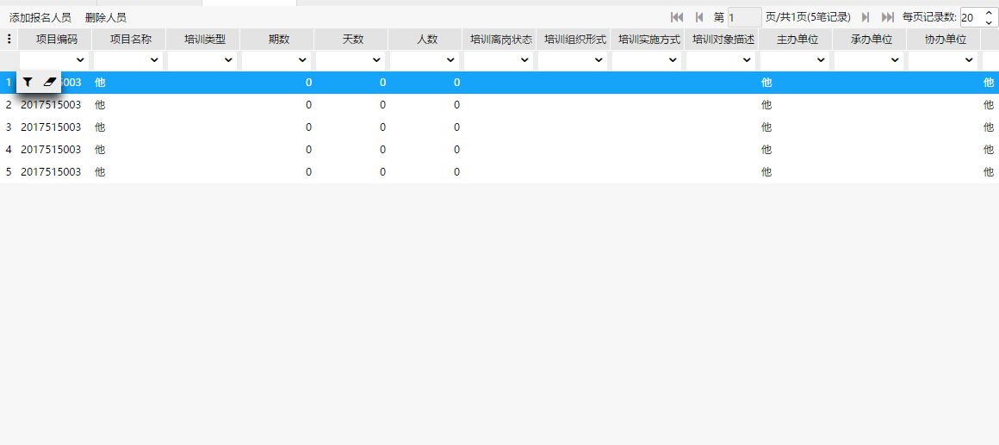 添加报名人员 删除人员 第 1 页/共1页(5笔记录) 每页记录数: 20
项目编码 项目名称 培训类型 期数 天数 人数 培训离岗状态 培训组织形式 培训实施方式 培训对象描述 主办单位 承办单位 协办单位
1 5003 他 0 0 0 他 他
2 2017515003 他 0 0 0 他 他
3 2017515003 他 0 0 0 他 他
4 2017515003 他 0 0 0 他 他
5 2017515003 他 0 0 0 他 他